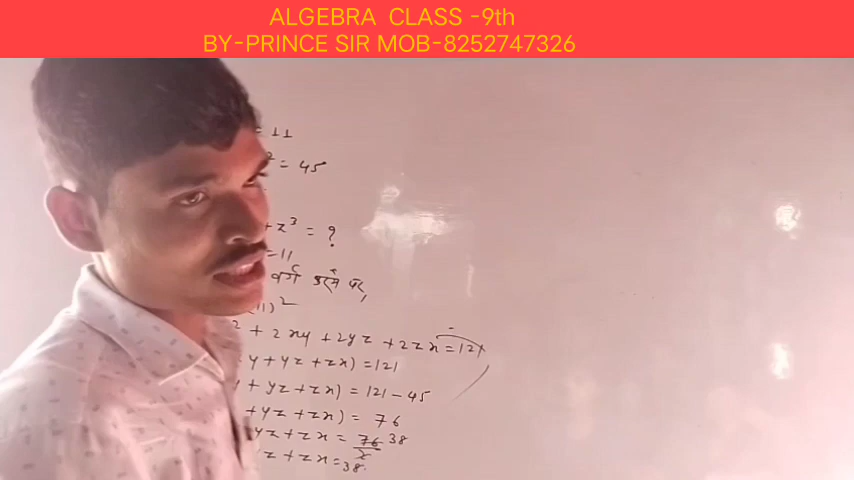 ALGEBRA CLASS -9th
BY-PRINCE SIR MOB-8252747326
= 11
² = 45
+ z³ = ?
= 11
वर्ग करने पर,
(11)²
² + 2xy + 2yz + 2zx = 121
y + yz + zx) = 121
+ yz + zx) = 121 - 45
+ yz + zx) = 76
yz + zx = 76/2 38
z + zx = 38.